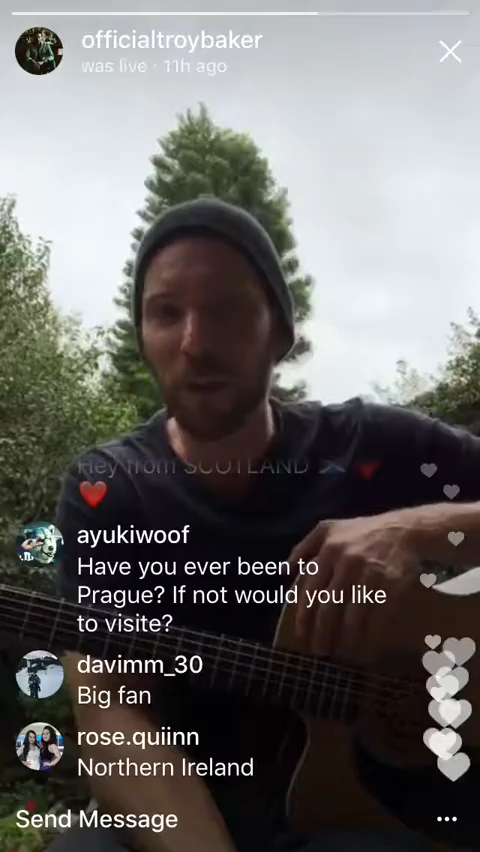 officialtroybaker
was live · 11h ago
Hey from SCOTLAND
ayukiwoof
Have you ever been to
Prague? If not would you like
to visite?
davimm_30
Big fan
rose.quiinn
Northern Ireland
Send Message